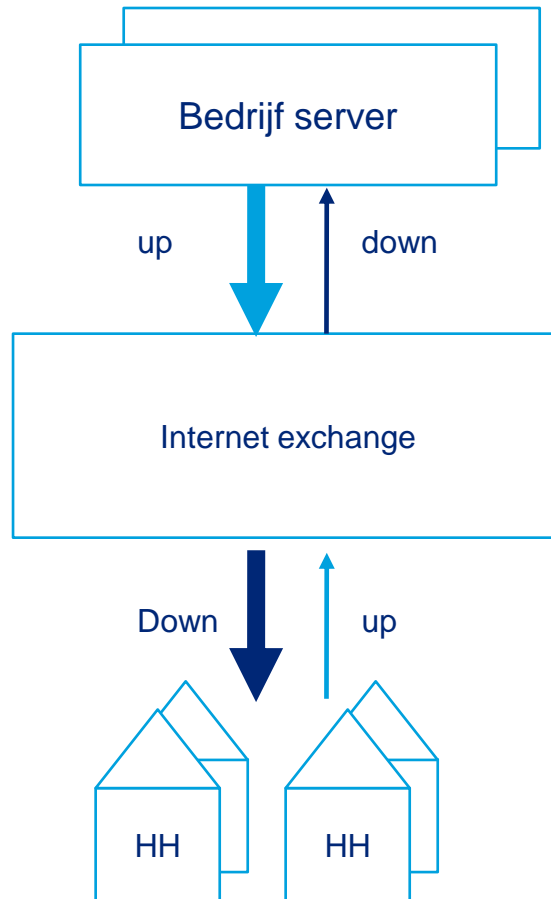 Bedrijf server
up
down
Internet exchange
Down
up
HH
HH